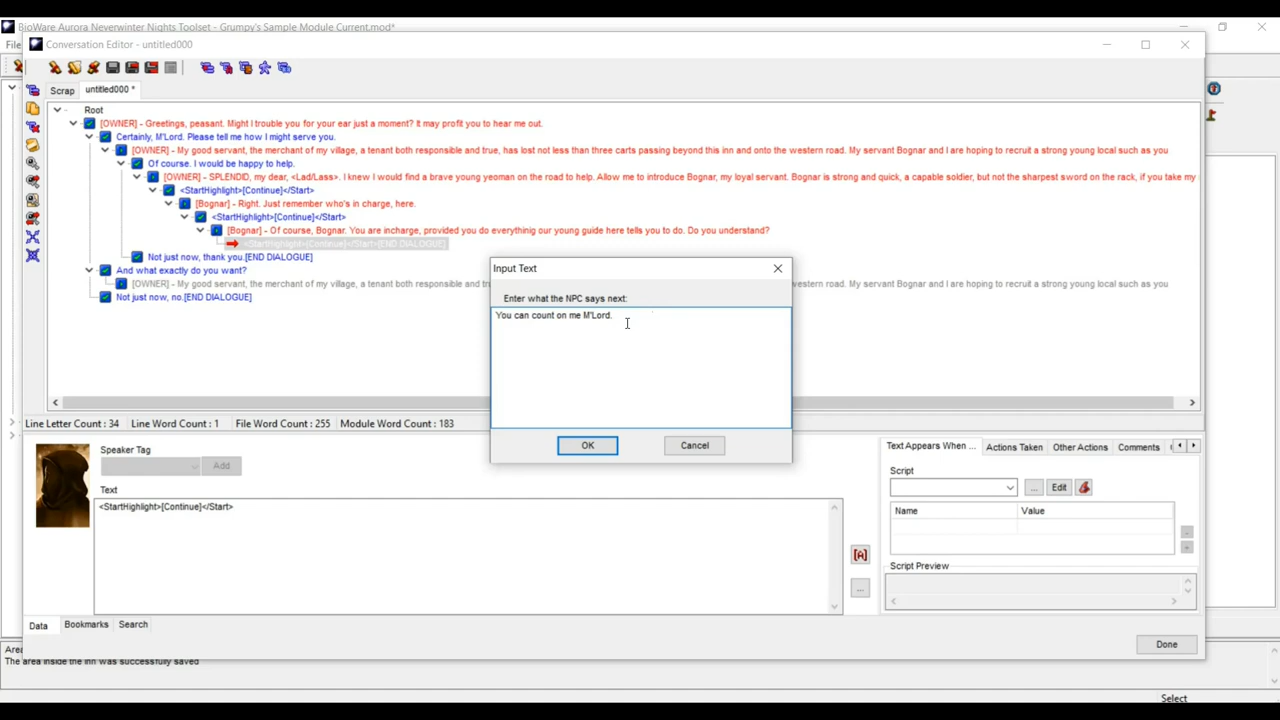 BioWare Aurora Neverwinter Nights Toolset - Grumpy's Sample Module Current.mod*
File
Conversation Editor - untitled000
Scrap
untitled000 *
Root
[OWNER] - Greetings, peasant. Might I trouble you for your ear just a moment? It may profit you to hear me out.
Certainly, M'Lord. Please tell me how I might serve you.
[OWNER] - My good servant, the merchant of my village, a tenant both responsible and true, has lost not less than three carts passing beyond this inn and onto the western road. My servant Bognar and I are hoping to recruit a strong young local such as you
Of course. I would be happy to help.
[OWNER] - SPLENDID, my dear, <Lad/Lass>. I knew I would find a brave young yeoman on the road to help. Allow me to introduce Bognar, my loyal servant. Bognar is strong and quick, a capable soldier, but not the sharpest sword on the rack, if you take my
<StartHighlight>[Continue]</Start>
[Bognar] - Right. Just remember who's in charge, here.
<StartHighlight>[Continue]</Start>
[Bognar] - Of course, Bognar. You are incharge, provided you do everything our young guide here tells you to do. Do you understand?
<StartHighlight>[Continue]</Start>[END DIALOGUE]
Not just now, thank you.[END DIALOGUE]
And what exactly do you want?
[OWNER] - My good servant, the merchant of my village, a tenant both responsible and tru
western road. My servant Bognar and I are hoping to recruit a strong young local such as you
Not just now, no.[END DIALOGUE]
Input Text
Enter what the NPC says next:
You can count on me M'Lord.
OK
Cancel
Line Letter Count : 34
Line Word Count : 1
File Word Count : 255
Module Word Count : 183
Speaker Tag
Add
Text
<StartHighlight>[Continue]</Start>
[A]
...
Text Appears When ...
Actions Taken
Other Actions
Comments
Script
...
Edit
Name
Value
Script Preview
Data
Bookmarks
Search
Done
Area
The area inside the inn was successfully saved
Select